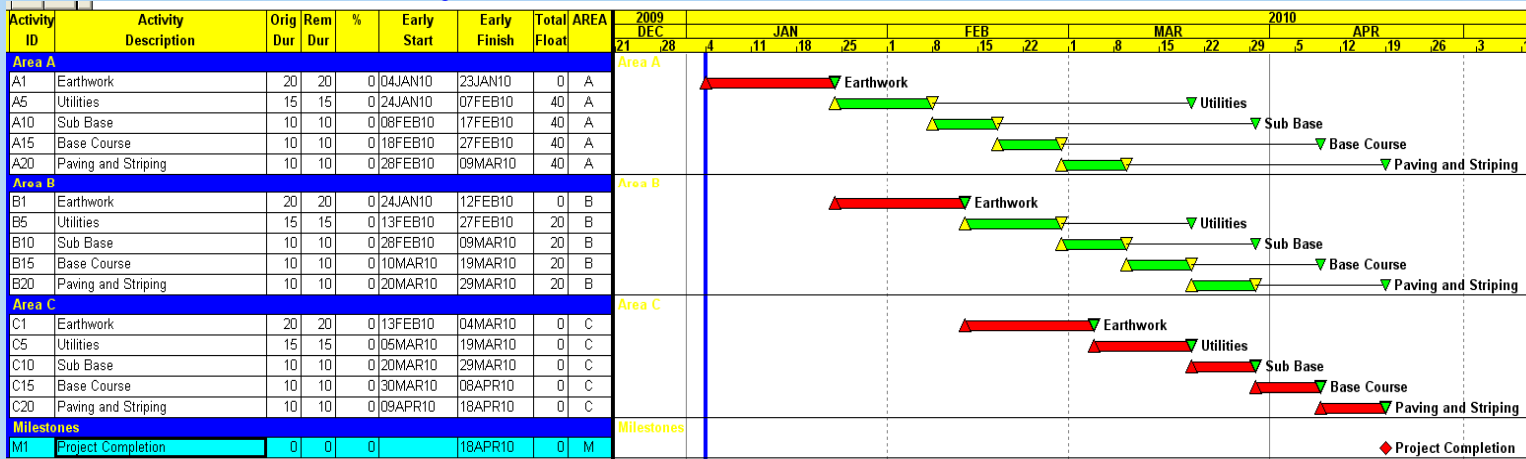 Activity ID Activity Description Orig Dur Rem Dur % Early Start Early Finish Total Float AREA
2009 2010
DEC JAN FEB MAR APR
21 28 4 11 18 25 1 8 15 22 1 8 15 22 29 5 12 19 26 3 1
Area A Area A
A1 Earthwork 20 20 0 04JAN10 23JAN10 0 A Earthwork
A5 Utilities 15 15 0 24JAN10 07FEB10 40 A Utilities
A10 Sub Base 10 10 0 08FEB10 17FEB10 40 A Sub Base
A15 Base Course 10 10 0 18FEB10 27FEB10 40 A Base Course
A20 Paving and Striping 10 10 0 28FEB10 09MAR10 40 A Paving and Striping
Area B Area B
B1 Earthwork 20 20 0 24JAN10 12FEB10 0 B Earthwork
B5 Utilities 15 15 0 13FEB10 27FEB10 20 B Utilities
B10 Sub Base 10 10 0 28FEB10 09MAR10 20 B Sub Base
B15 Base Course 10 10 0 10MAR10 19MAR10 20 B Base Course
B20 Paving and Striping 10 10 0 20MAR10 29MAR10 20 B Paving and Striping
Area C Area C
C1 Earthwork 20 20 0 13FEB10 04MAR10 0 C Earthwork
C5 Utilities 15 15 0 05MAR10 19MAR10 0 C Utilities
C10 Sub Base 10 10 0 20MAR10 29MAR10 0 C Sub Base
C15 Base Course 10 10 0 30MAR10 08APR10 0 C Base Course
C20 Paving and Striping 10 10 0 09APR10 18APR10 0 C Paving and Striping
Milestones Milestones
M1 Project Completion 0 0 0 18APR10 0 M Project Completion